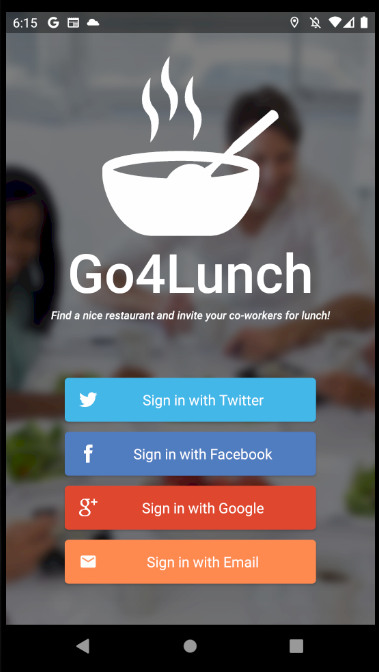 6:15 G
Go4Lunch
Find a nice restaurant and invite your co-workers for lunch!
Sign in with Twitter
f Sign in with Facebook
g+ Sign in with Google
Sign in with Email